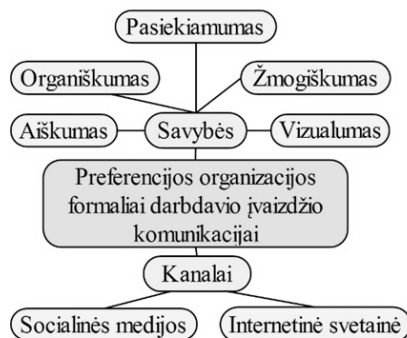 Pasiekiamumas
Organiškumas
Žmogiškumas
Aiškumas
Savybės
Vizualumas
Preferencijos organizacijos
formaliai darbdavio įvaizdžio
komunikacijai
Kanalai
Socialinės medijos
Internetinė svetainė